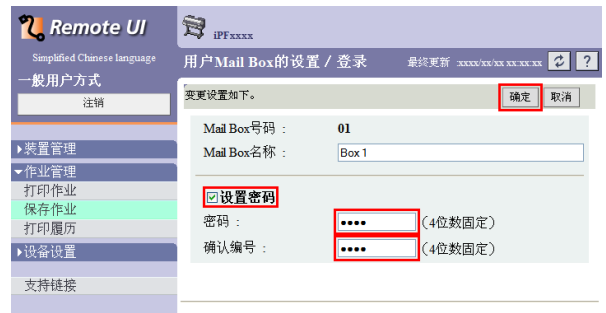 Remote UI
Simplified Chinese language
一般用户方式
注销
装置管理
作业管理
打印作业
保存作业
打印履历
设备设置
支持链接
iPFxxxx
用户Mail Box的设置 / 登录
最终更新 xxxx/xx/xx xx:xx:xx
?
变更设置如下。
确定
取消
Mail Box号码 : 01
Mail Box名称 : Box 1
设置密码
密码 : •••• (4位数固定)
确认编号 : •••• (4位数固定)